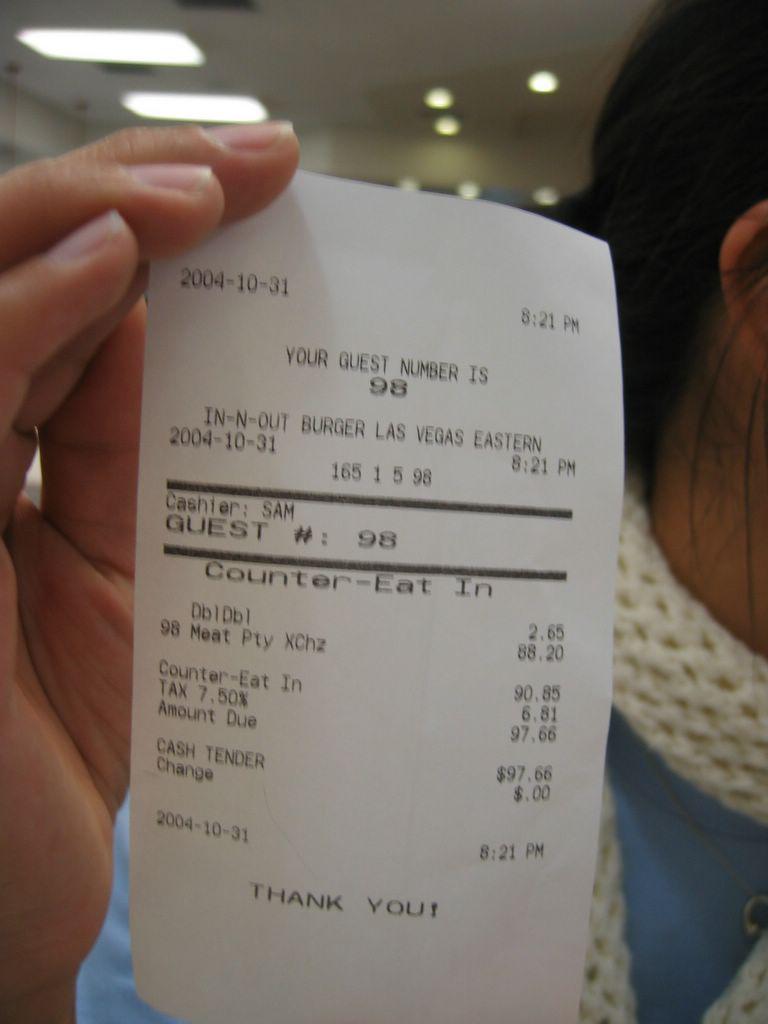 2004-10-31 8:21 PM
YOUR GUEST NUMBER IS
98
IN-N-OUT BURGER LAS VEGAS EASTERN
2004-10-31 8:21 PM
165 1 5 98
Cashier: SAM
GUEST #: 98
Counter-Eat In
DblDbl 2.65
98 Meat Pty XChz 88.20
Counter-Eat In 90.85
TAX 7.50% 6.81
Amount Due 97.66
CASH TENDER $97.66
Change $.00
2004-10-31 8:21 PM
THANK YOU!